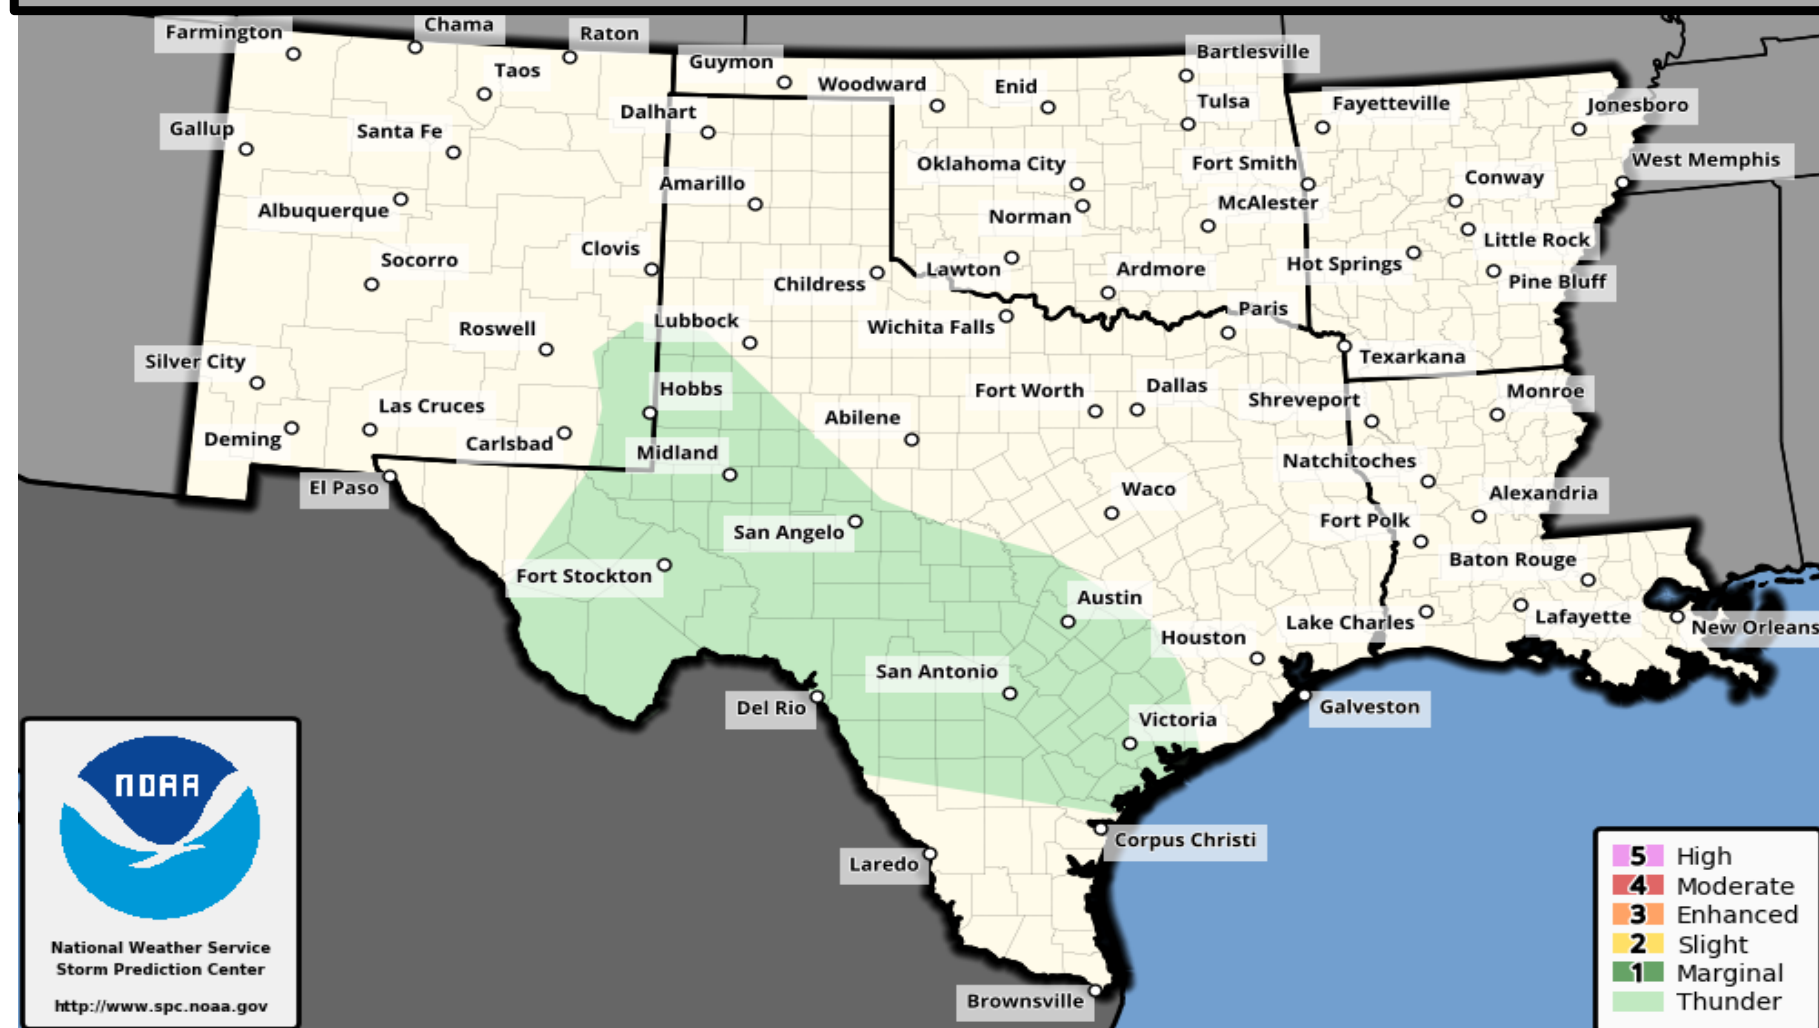 Farmington
Chama
Raton
Taos
Guymon
Woodward
Enid
Bartlesville
Tulsa
Fayetteville
Jonesboro
Gallup
Santa Fe
Dalhart
Oklahoma City
Fort Smith
West Memphis
Conway
Albuquerque
Amarillo
Norman
McAlester
Little Rock
Socorro
Clovis
Childress
Lawton
Ardmore
Hot Springs
Pine Bluff
Roswell
Lubbock
Wichita Falls
Paris
Texarkana
Silver City
Hobbs
Fort Worth
Dallas
Shreveport
Monroe
Las Cruces
Deming
Carlsbad
Midland
Abilene
Natchitoches
El Paso
San Angelo
Waco
Fort Polk
Alexandria
Fort Stockton
Austin
Baton Rouge
Houston
Lake Charles
Lafayette
New Orleans
San Antonio
Del Rio
Victoria
Galveston
Corpus Christi
Laredo
Brownsville
NOAA
National Weather Service
Storm Prediction Center
http://www.spc.noaa.gov
5 High
4 Moderate
3 Enhanced
2 Slight
1 Marginal
Thunder